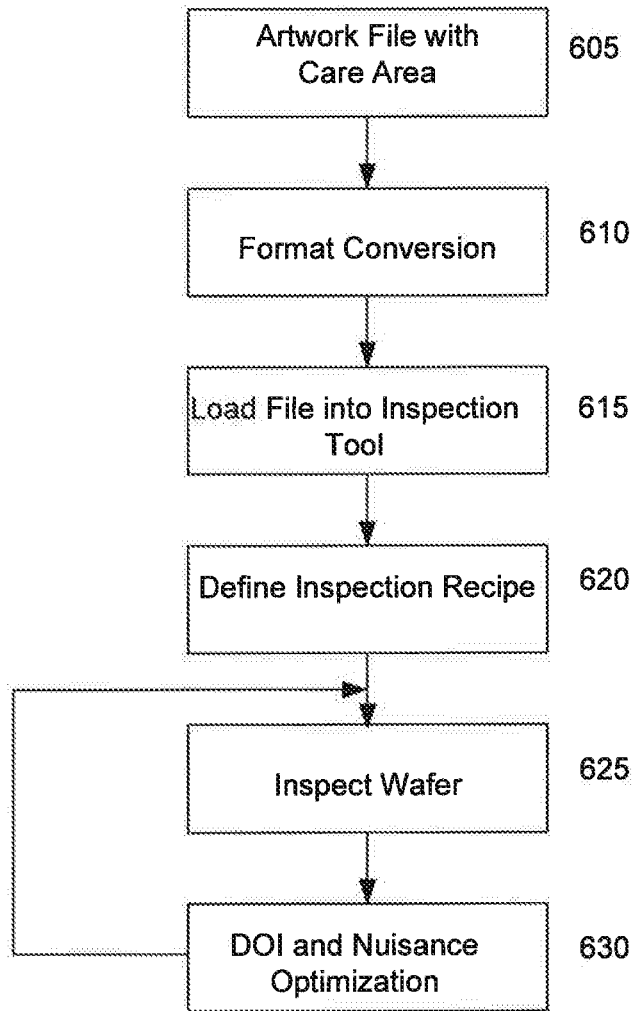 Artwork File with
Care Area
605
Format Conversion
610
Load File into Inspection
Tool
615
Define Inspection Recipe
620
Inspect Wafer
625
DOI and Nuisance
Optimization
630